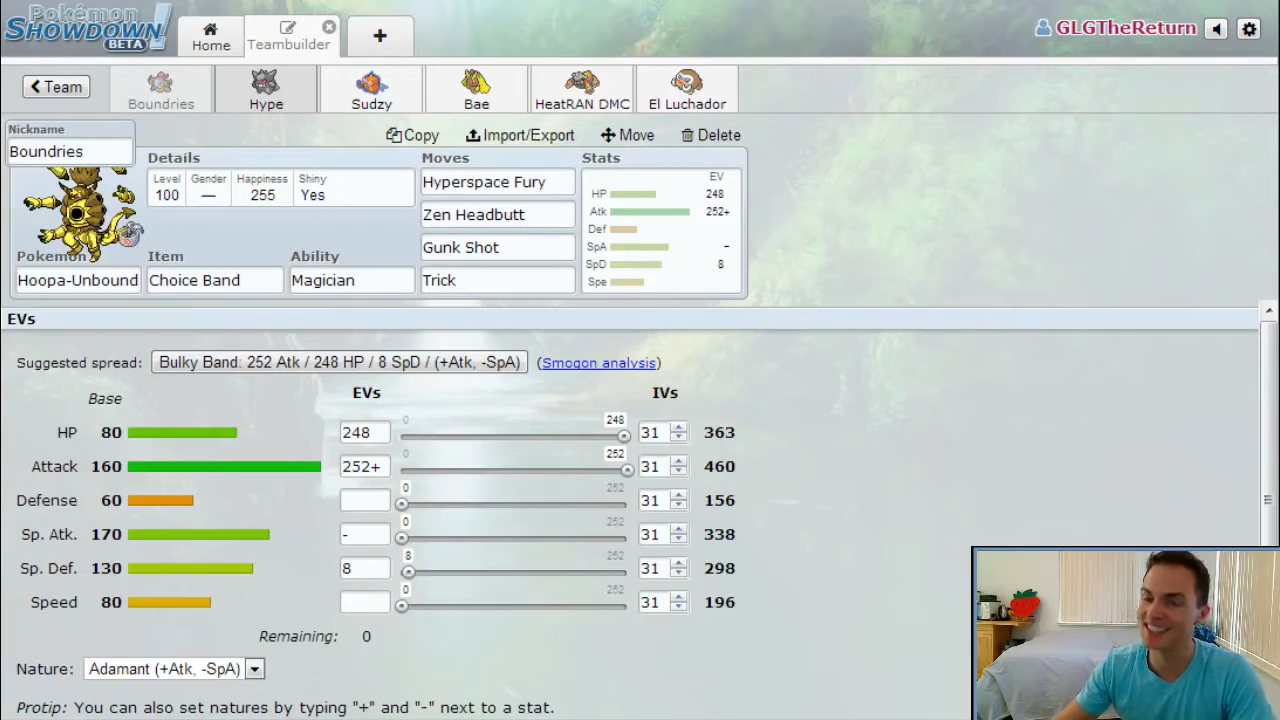 Pokémon
SHOWDOWN!
BETA
Home
Teambuilder
+
GLGTheReturn
Team
Boundries
Hype
Sudzy
Bae
HeatRAN DMC
El Luchador
Copy
Import/Export
Move
Delete
Nickname
Boundries
Details
Level
Gender
Happiness
Shiny
100
—
255
Yes
Pokemon
Hoopa-Unbound
Item
Choice Band
Ability
Magician
Moves
Hyperspace Fury
Zen Headbutt
Gunk Shot
Trick
Stats
EV
HP 248
Atk 252+
Def
SpA -
SpD 8
Spe
EVs
Suggested spread: Bulky Band: 252 Atk / 248 HP / 8 SpD / (+Atk, -SpA) (Smogon analysis)
Base EVs IVs
0 248
HP 80 248 31 363
0 252
Attack 160 252+ 31 460
0 252
Defense 60 31 156
0 252
Sp. Atk. 170 - 31 338
8 252
Sp. Def. 130 8 31 298
0 252
Speed 80 31 196
Remaining: 0
Nature: Adamant (+Atk, -SpA)
Protip: You can also set natures by typing "+" and "-" next to a stat.